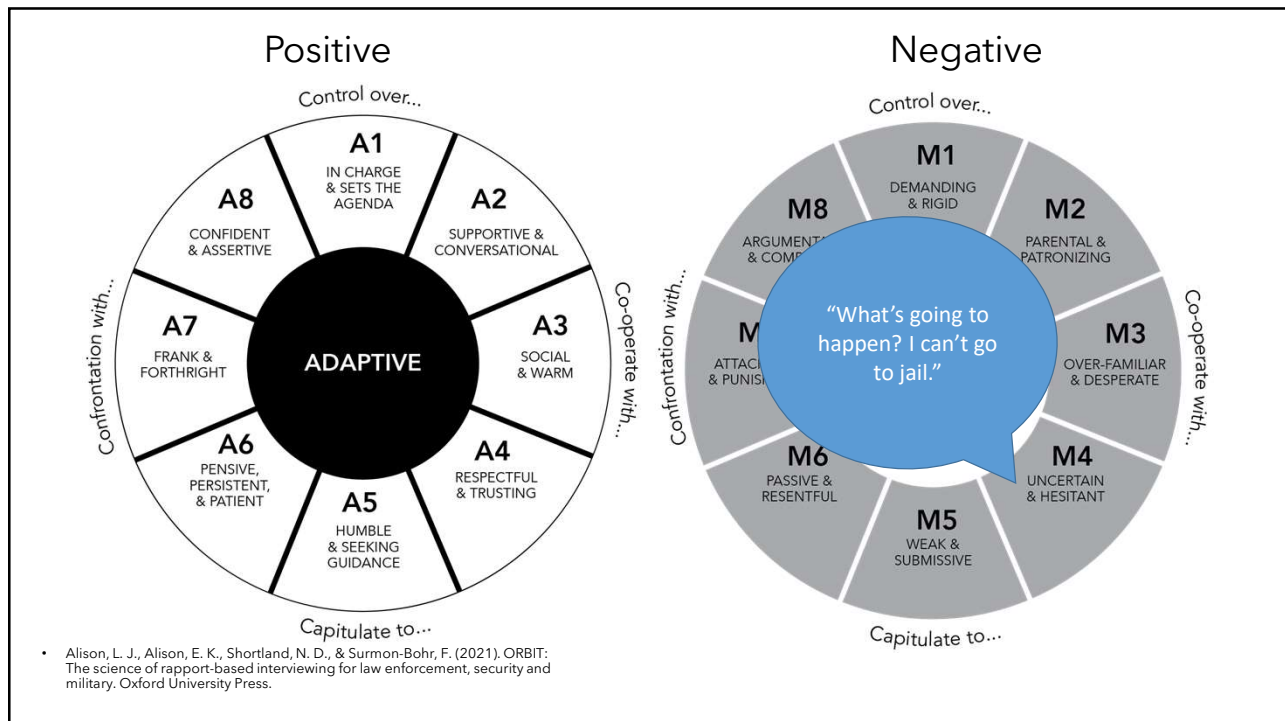 Positive
Negative
Control over...
A1
IN CHARGE
& SETS THE
AGENDA
A2
SUPPORTIVE &
CONVERSATIONAL
Co-operate with...
A3
SOCIAL
& WARM
A4
RESPECTFUL
& TRUSTING
A5
HUMBLE
& SEEKING
GUIDANCE
Capitulate to...
A6
PENSIVE,
PERSISTENT,
& PATIENT
A7
FRANK &
FORTHRIGHT
Confrontation with...
A8
CONFIDENT
& ASSERTIVE
ADAPTIVE
Control over...
M1
DEMANDING
& RIGID
M2
PARENTAL &
PATRONIZING
Co-operate with...
M3
OVER-FAMILIAR
& DESPERATE
M4
UNCERTAIN
& HESITANT
M5
WEAK &
SUBMISSIVE
Capitulate to...
M6
PASSIVE &
RESENTFUL
M
ATTACK
& PUNIS
Confrontation with...
M8
ARGUMENT
& COM
“What’s going to
happen? I can’t go
to jail.”
• Alison, L. J., Alison, E. K., Shortland, N. D., & Surmon-Bohr, F. (2021). ORBIT:
The science of rapport-based interviewing for law enforcement, security and
military. Oxford University Press.